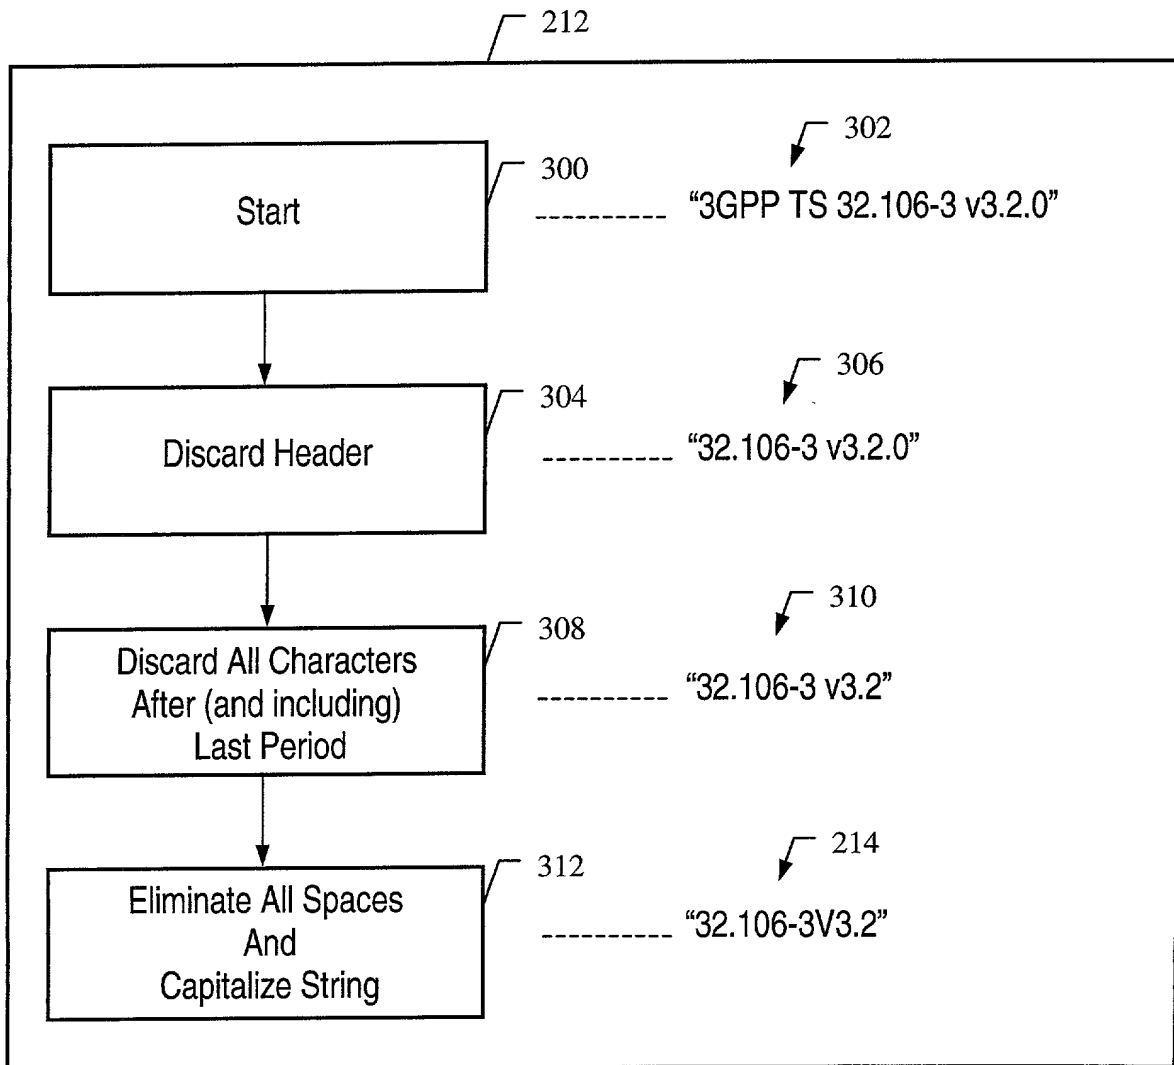 212
302
300
Start
“3GPP TS 32.106-3 v3.2.0”
306
304
Discard Header
“32.106-3 v3.2.0”
310
308
Discard All Characters
After (and including)
Last Period
“32.106-3 v3.2”
214
312
Eliminate All Spaces
And
Capitalize String
“32.106-3V3.2”